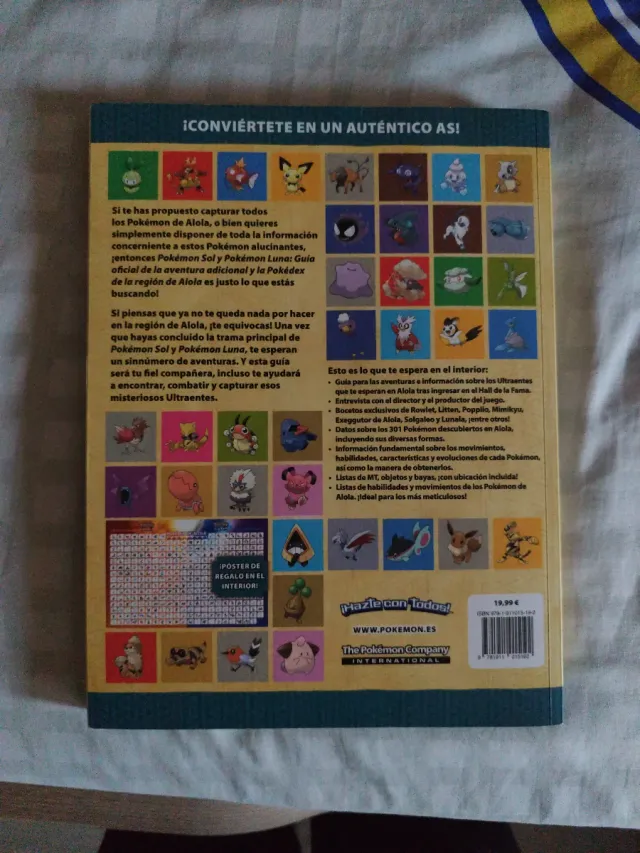 ¡CONVIÉRTETE EN UN AUTÉNTICO AS!
Si te has propuesto capturar todos
los Pokémon de Alola, o bien quieres
simplemente disponer de toda la información
concerniente a estos Pokémon alucinantes,
¡entonces Pokémon Sol y Pokémon Luna: Guía
oficial de la aventura adicional y la Pokédex
de la región de Alola es justo lo que estás
buscando!
Si piensas que ya no te queda nada por hacer
en la región de Alola, ¡te equivocas! Una vez
que hayas concluido la trama principal de
Pokémon Sol y Pokémon Luna, te esperan
un sinnúmero de aventuras. Y esta guía
será tu fiel compañera, incluso te ayudará
a encontrar, combatir y capturar esos
misteriosos Ultraentes.
Esto es lo que te espera en el interior:
• Guía para las aventuras e información sobre los Ultraentes
que te esperan en Alola tras ingresar en el Hall de la Fama.
• Entrevista con el director y el productor del juego.
• Bocetos exclusivos de Rowlet, Litten, Popplio, Mimikyu,
Exeggutor de Alola, Solgaleo y Lunala, ¡entre otros!
• Datos sobre los 301 Pokémon descubiertos en Alola,
incluyendo sus diversas formas.
• Información fundamental sobre los movimientos,
habilidades, características y evoluciones de cada Pokémon,
así como la manera de obtenerlos.
• Listas de MT, objetos y bayas, ¡con ubicación incluida!
• Listas de habilidades y movimientos de los Pokémon de
Alola. ¡Ideal para los más meticulosos!
¡PÓSTER DE
REGALO EN EL
INTERIOR!
¡Hazte con Todos!
WWW.POKEMON.ES
The Pokémon Company
INTERNATIONAL
19,99 €